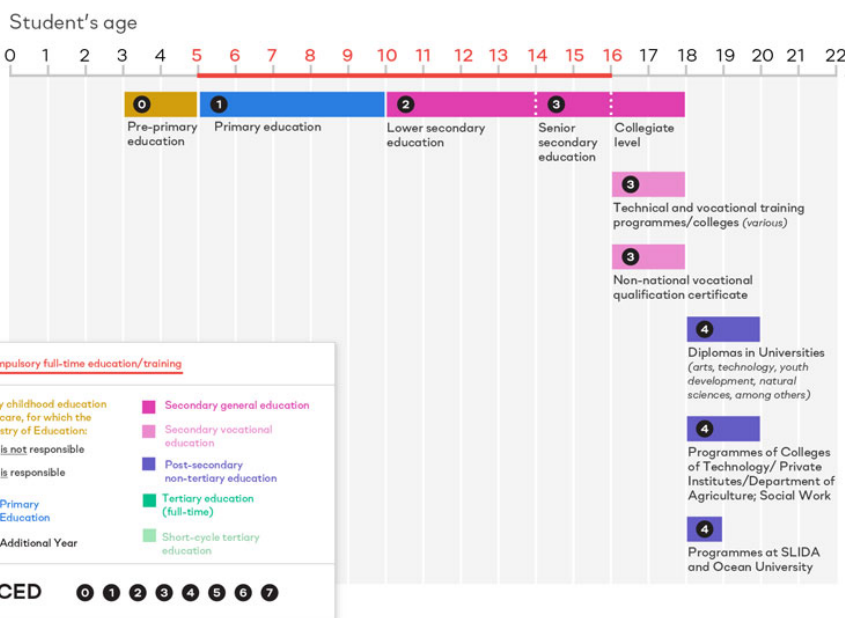 Student's age
0 1 2 3 4 5 6 7 8 9 10 11 12 13 14 15 16 17 18 19 20 21 22
0
Pre-primary
education
1
Primary education
2
Lower secondary
education
3
Senior
secondary
education
Collegiate
level
3
Technical and vocational training
programmes/colleges (various)
3
Non-national vocational
qualification certificate
4
Diplomas in Universities
(arts, technology, youth
development, natural
sciences, among others)
4
Programmes of Colleges
of Technology/ Private
Institutes/Department of
Agriculture; Social Work
4
Programmes at SLIDA
and Ocean University
mpulsory full-time education/training
y childhood education
care, for which the
stry of Education:
is not responsible
is responsible
Primary
Education
Additional Year
Secondary general education
Secondary vocational
education
Post-secondary
non-tertiary education
Tertiary education
(full-time)
Short-cycle tertiary
education
CED 0 1 2 3 4 5 6 7